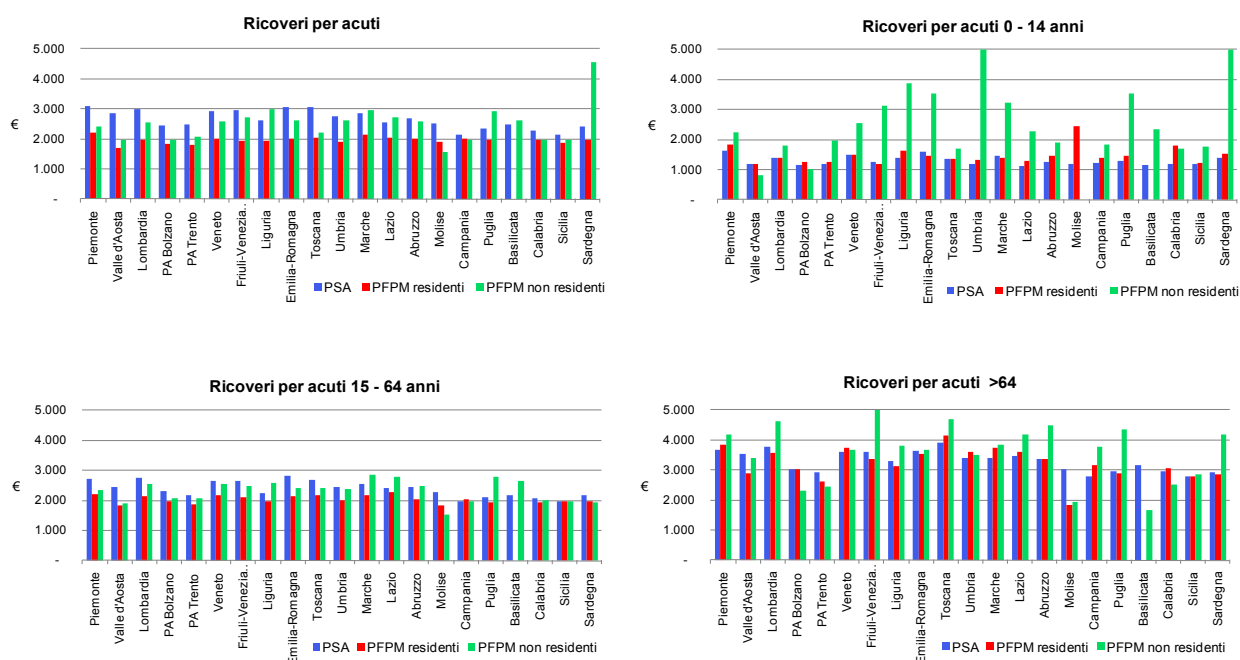 Ricoveri per acuti
5.000
4.000
3.000
2.000
1.000
-
€
Piemonte
Valle d'Aosta
Lombardia
PA Bolzano
PA Trento
Veneto
Friuli-Venezia..
Liguria
Emilia-Romagna
Toscana
Umbria
Marche
Lazio
Abruzzo
Molise
Campania
Puglia
Basilicata
Calabria
Sicilia
Sardegna
PSA PFPM residenti PFPM non residenti
Ricoveri per acuti 0 - 14 anni
5.000
4.000
3.000
2.000
1.000
-
€
Piemonte
Valle d'Aosta
Lombardia
PA Bolzano
PA Trento
Veneto
Friuli-Venezia..
Liguria
Emilia-Romagna
Toscana
Umbria
Marche
Lazio
Abruzzo
Molise
Campania
Puglia
Basilicata
Calabria
Sicilia
Sardegna
PSA PFPM residenti PFPM non residenti
Ricoveri per acuti 15 - 64 anni
5.000
4.000
3.000
2.000
1.000
-
€
Piemonte
Valle d'Aosta
Lombardia
PA Bolzano
PA Trento
Veneto
Friuli-Venezia..
Liguria
Emilia-Romagna
Toscana
Umbria
Marche
Lazio
Abruzzo
Molise
Campania
Puglia
Basilicata
Calabria
Sicilia
Sardegna
PSA PFPM residenti PFPM non residenti
Ricoveri per acuti >64
5.000
4.000
3.000
2.000
1.000
-
€
Piemonte
Valle d'Aosta
Lombardia
PA Bolzano
PA Trento
Veneto
Friuli-Venezia..
Liguria
Emilia-Romagna
Toscana
Umbria
Marche
Lazio
Abruzzo
Molise
Campania
Puglia
Basilicata
Calabria
Sicilia
Sardegna
PSA PFPM residenti PFPM non residenti